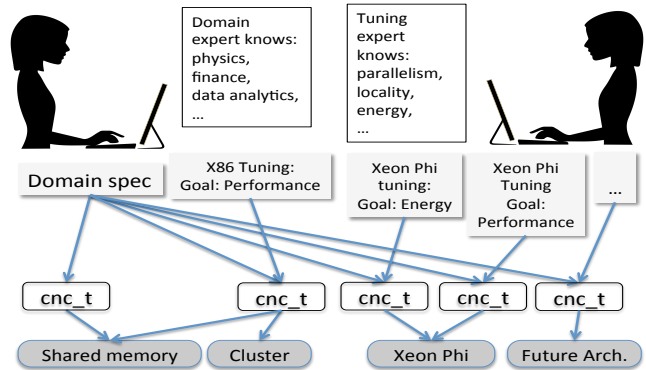 Domain
expert knows:
physics,
finance,
data analytics,
...
Tuning
expert
knows:
parallelism,
locality,
energy,
...
Domain spec
X86 Tuning:
Goal: Performance
Xeon Phi
tuning:
Goal: Energy
Xeon Phi
Tuning
Goal:
Performance
...
cnc_t
cnc_t
cnc_t
cnc_t
cnc_t
Shared memory
Cluster
Xeon Phi
Future Arch.